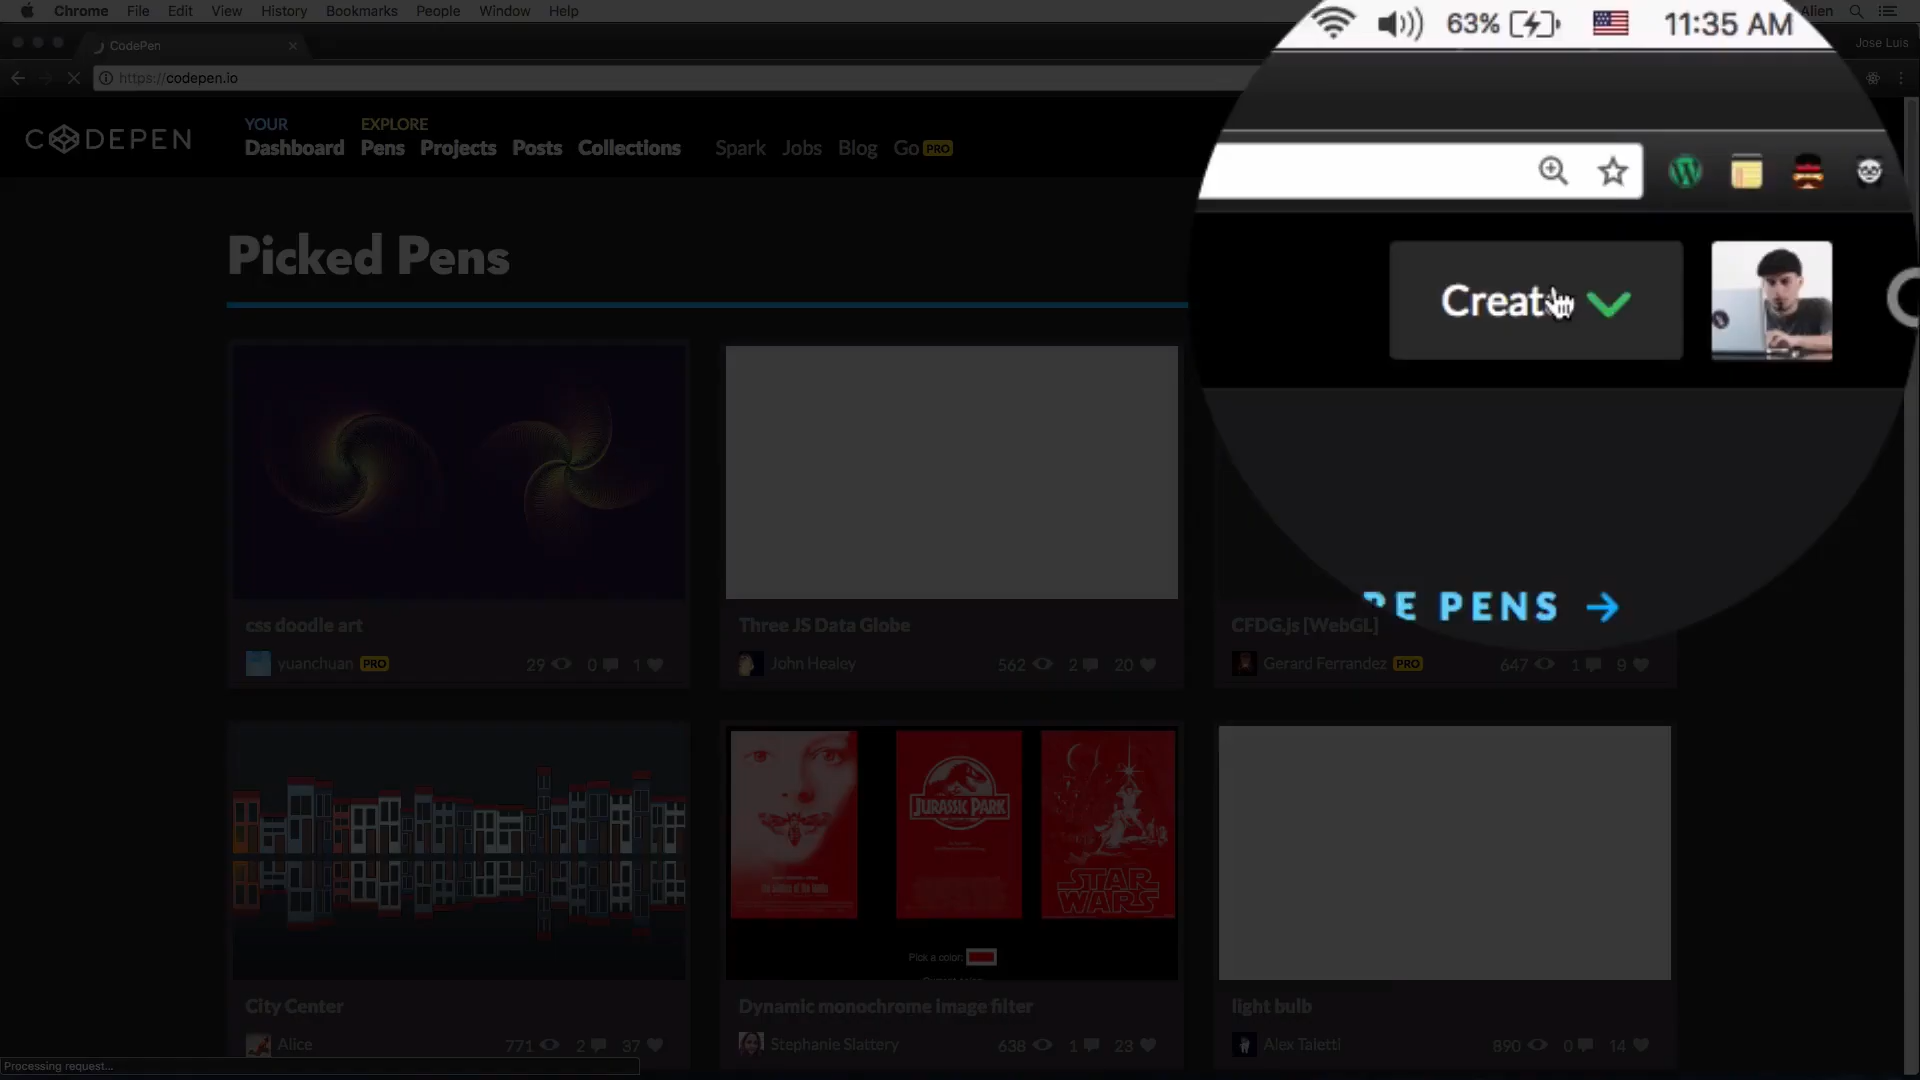 Chrome File Edit View History Bookmarks People Window Help
63% 11:35 AM Alien
CodePen
Jose Luis
https://codepen.io
CODEPEN
YOUR
Dashboard
EXPLORE
Pens Projects Posts Collections Spark Jobs Blog Go PRO
Creat
Picked Pens
RE PENS →
css doodle art
yuanchuan PRO 29 0 1
Three JS Data Globe
John Healey 562 2 20
CFDG.js [WebGL]
Gerard Ferrandez PRO 647 1 9
JURASSIC PARK
STAR WARS
Pick a color:
City Center
Alice 771 2 37
Dynamic monochrome image filter
Stephanie Slattery 638 1 23
light bulb
Alex Taletti 890 0 14
Processing request...